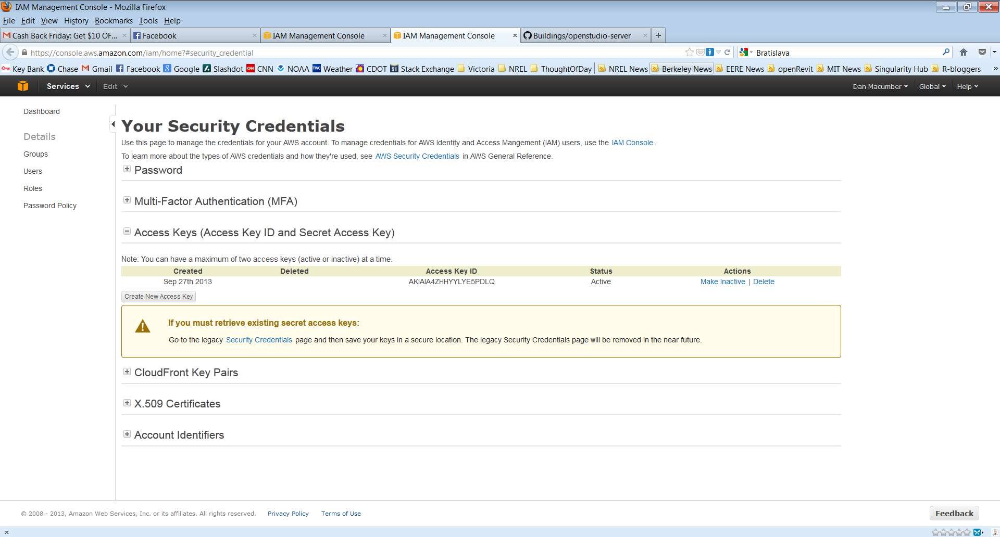 IAM Management Console - Mozilla Firefox
File Edit View History Bookmarks Tools Help
Cash Back Friday: Get $10 OF... Facebook IAM Management Console IAM Management Console Buildings/openstudio-server
https://console.aws.amazon.com/iam/home?#security_credential Bratislava
Key Bank Chase Gmail Facebook Google Slashdot CNN NOAA Weather CDOT Stack Exchange Victoria NREL ThoughtOfDay NREL News Berkeley News EERE News openRevit MIT News Singularity Hub R-bloggers »
Services Edit Dan Macumber Global Help
Dashboard
Details
Groups
Users
Roles
Password Policy
Your Security Credentials
Use this page to manage the credentials for your AWS account. To manage credentials for AWS Identity and Access Mangement (IAM) users, use the IAM Console .
To learn more about the types of AWS credentials and how they're used, see AWS Security Credentials in AWS General Reference.
Password
Multi-Factor Authentication (MFA)
Access Keys (Access Key ID and Secret Access Key)
Note: You can have a maximum of two access keys (active or inactive) at a time.
Created Deleted Access Key ID Status Actions
Sep 27th 2013 AKIAIA4ZHHYYLYE5PDLQ Active Make Inactive | Delete
Create New Access Key
If you must retrieve existing secret access keys:
Go to the legacy Security Credentials page and then save your keys in a secure location. The legacy Security Credentials page will be removed in the near future.
CloudFront Key Pairs
X.509 Certificates
Account Identifiers
© 2008 - 2013, Amazon Web Services, Inc. or its affiliates. All rights reserved. Privacy Policy Terms of Use Feedback